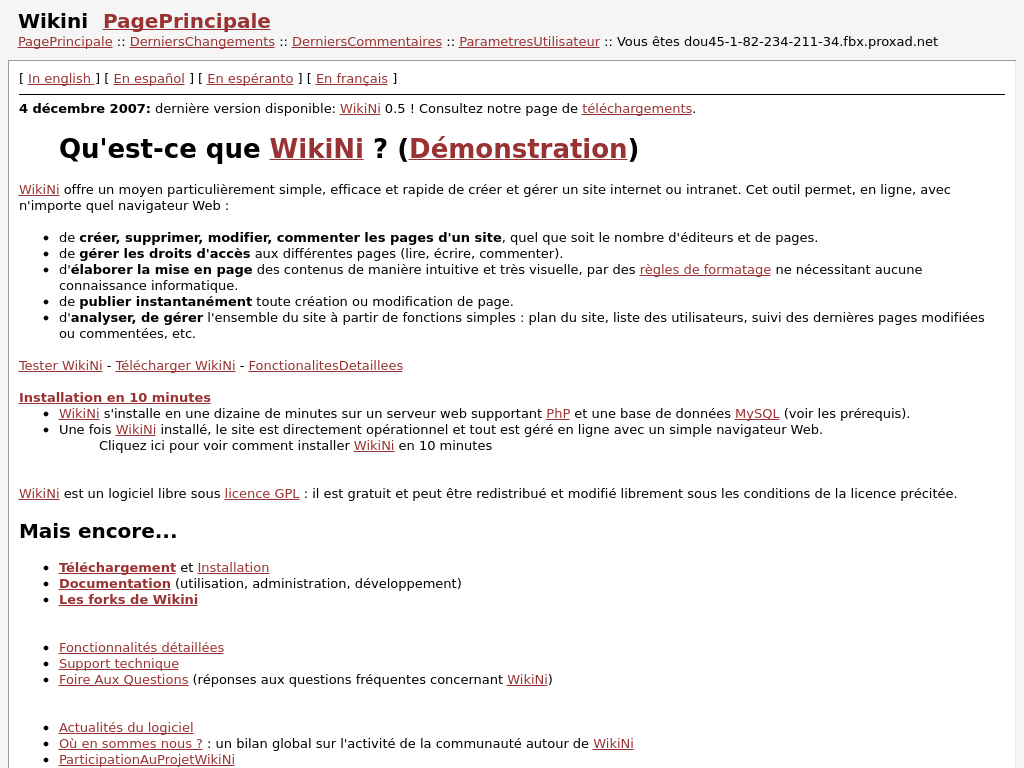 Wikini PagePrincipale
PagePrincipale :: DerniersChangements :: DerniersCommentaires :: ParametresUtilisateur :: Vous êtes dou45-1-82-234-211-34.fbx.proxad.net
[ In english ] [ En español ] [ En espéranto ] [ En français ]
4 décembre 2007: dernière version disponible: WikiNi 0.5 ! Consultez notre page de téléchargements.
Qu'est-ce que WikiNi ? (Démonstration)
WikiNi offre un moyen particulièrement simple, efficace et rapide de créer et gérer un site internet ou intranet. Cet outil permet, en ligne, avec
n'importe quel navigateur Web :
• de créer, supprimer, modifier, commenter les pages d'un site, quel que soit le nombre d'éditeurs et de pages.
• de gérer les droits d'accès aux différentes pages (lire, écrire, commenter).
• d'élaborer la mise en page des contenus de manière intuitive et très visuelle, par des règles de formatage ne nécessitant aucune
connaissance informatique.
• de publier instantanément toute création ou modification de page.
• d'analyser, de gérer l'ensemble du site à partir de fonctions simples : plan du site, liste des utilisateurs, suivi des dernières pages modifiées
ou commentées, etc.
Tester WikiNi - Télécharger WikiNi - FonctionalitesDetaillees
Installation en 10 minutes
• WikiNi s'installe en une dizaine de minutes sur un serveur web supportant PhP et une base de données MySQL (voir les prérequis).
• Une fois WikiNi installé, le site est directement opérationnel et tout est géré en ligne avec un simple navigateur Web.
Cliquez ici pour voir comment installer WikiNi en 10 minutes
WikiNi est un logiciel libre sous licence GPL : il est gratuit et peut être redistribué et modifié librement sous les conditions de la licence précitée.
Mais encore...
• Téléchargement et Installation
• Documentation (utilisation, administration, développement)
• Les forks de Wikini
• Fonctionnalités détaillées
• Support technique
• Foire Aux Questions (réponses aux questions fréquentes concernant WikiNi)
• Actualités du logiciel
• Où en sommes nous ? : un bilan global sur l'activité de la communauté autour de WikiNi
• ParticipationAuProjetWikiNi